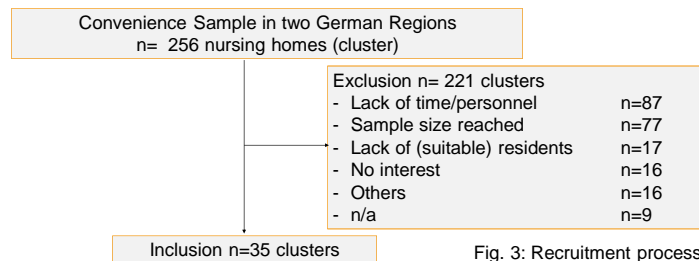 Convenience Sample in two German Regions
n= 256 nursing homes (cluster)
Exclusion n= 221 clusters
- Lack of time/personnel n=87
- Sample size reached n=77
- Lack of (suitable) residents n=17
- No interest n=16
- Others n=16
- n/a n=9
Inclusion n=35 clusters
Fig. 3: Recruitment process